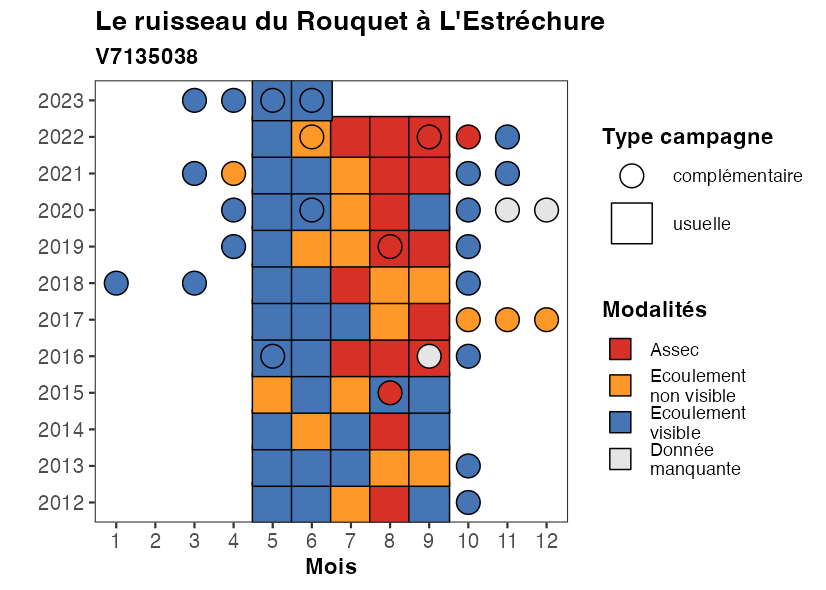 Le ruisseau du Rouquet à L'Estréchure
V7135038
2023
2022
2021
2020
2019
2018
2017
2016
2015
2014
2013
2012
1 2 3 4 5 6 7 8 9 10 11 12
Mois
Type campagne
complémentaire
usuelle
Modalités
Assec
Ecoulement
non visible
Ecoulement
visible
Donnée
manquante